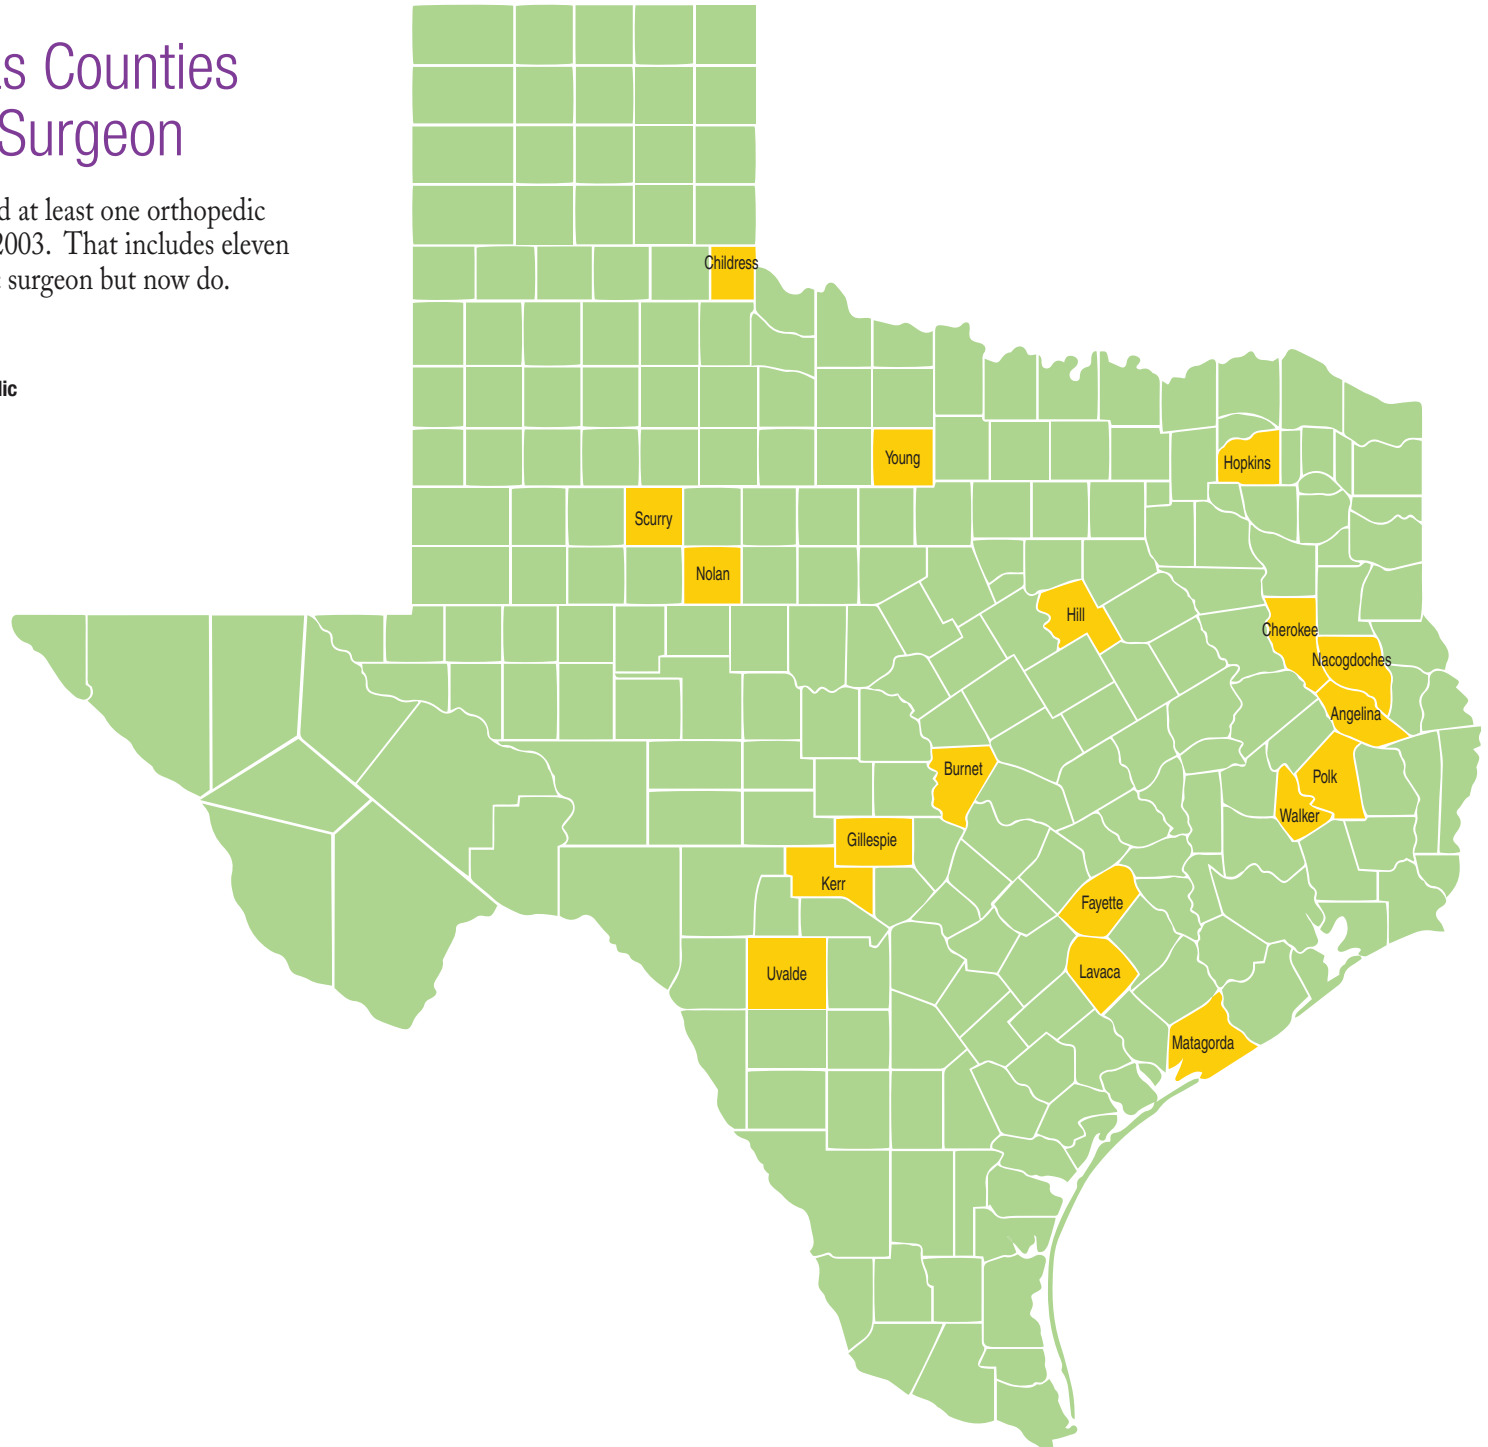 s Counties
Surgeon
d at least one orthopedic
2003. That includes eleven
surgeon but now do.
lic
Childress
Young
Hopkins
Scurry
Nolan
Hill
Cherokee
Nacogdoches
Angelina
Burnet
Polk
Walker
Gillespie
Kerr
Fayette
Uvalde
Lavaca
Matagorda